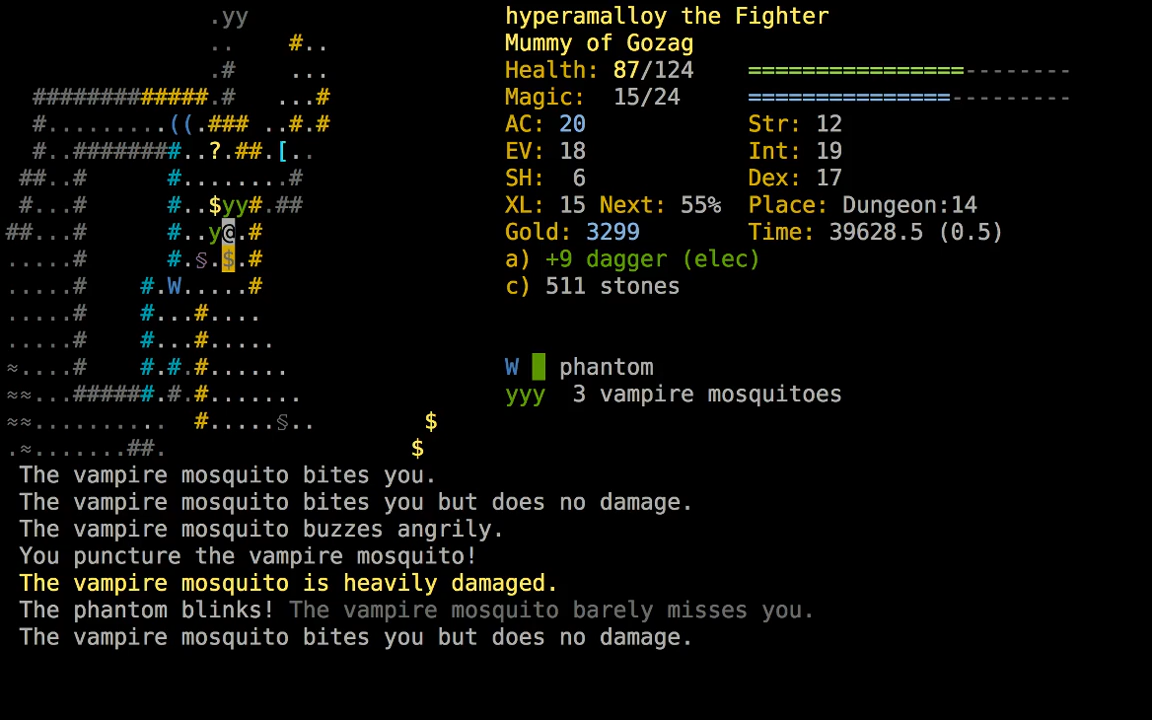 .yy hyperamalloy the Fighter
.. #.. Mummy of Gozag
.# ... Health: 87/124 ================--------
#############.# ...# Magic: 15/24 ===============---------
#.........((.### ..#.# AC: 20 Str: 12
#..########..?.##.[.. EV: 18 Int: 19
##..# #........# SH: 6 Dex: 17
#...# #..$yy#.## XL: 15 Next: 55% Place: Dungeon:14
##...# #..y@.# Gold: 3299 Time: 39628.5 (0.5)
.....# #.§.$.# a) +9 dagger (elec)
.....# #.W.....# c) 511 stones
.....# #...#....
.....# #...#.....
≈....# #.#.#...... W phantom
≈≈...######.#.#....... yyy 3 vampire mosquitoes
≈≈.......... #.....§.. $
.≈.......##. $
The vampire mosquito bites you.
The vampire mosquito bites you but does no damage.
The vampire mosquito buzzes angrily.
You puncture the vampire mosquito!
The vampire mosquito is heavily damaged.
The phantom blinks! The vampire mosquito barely misses you.
The vampire mosquito bites you but does no damage.